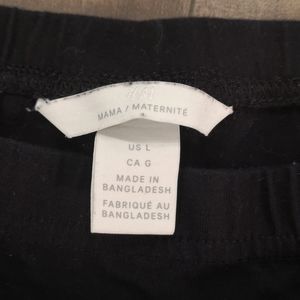 H&M
MAMA / MATERNITÉ
US L
CA G
MADE IN
BANGLADESH
FABRIQUÉ AU
BANGLADESH